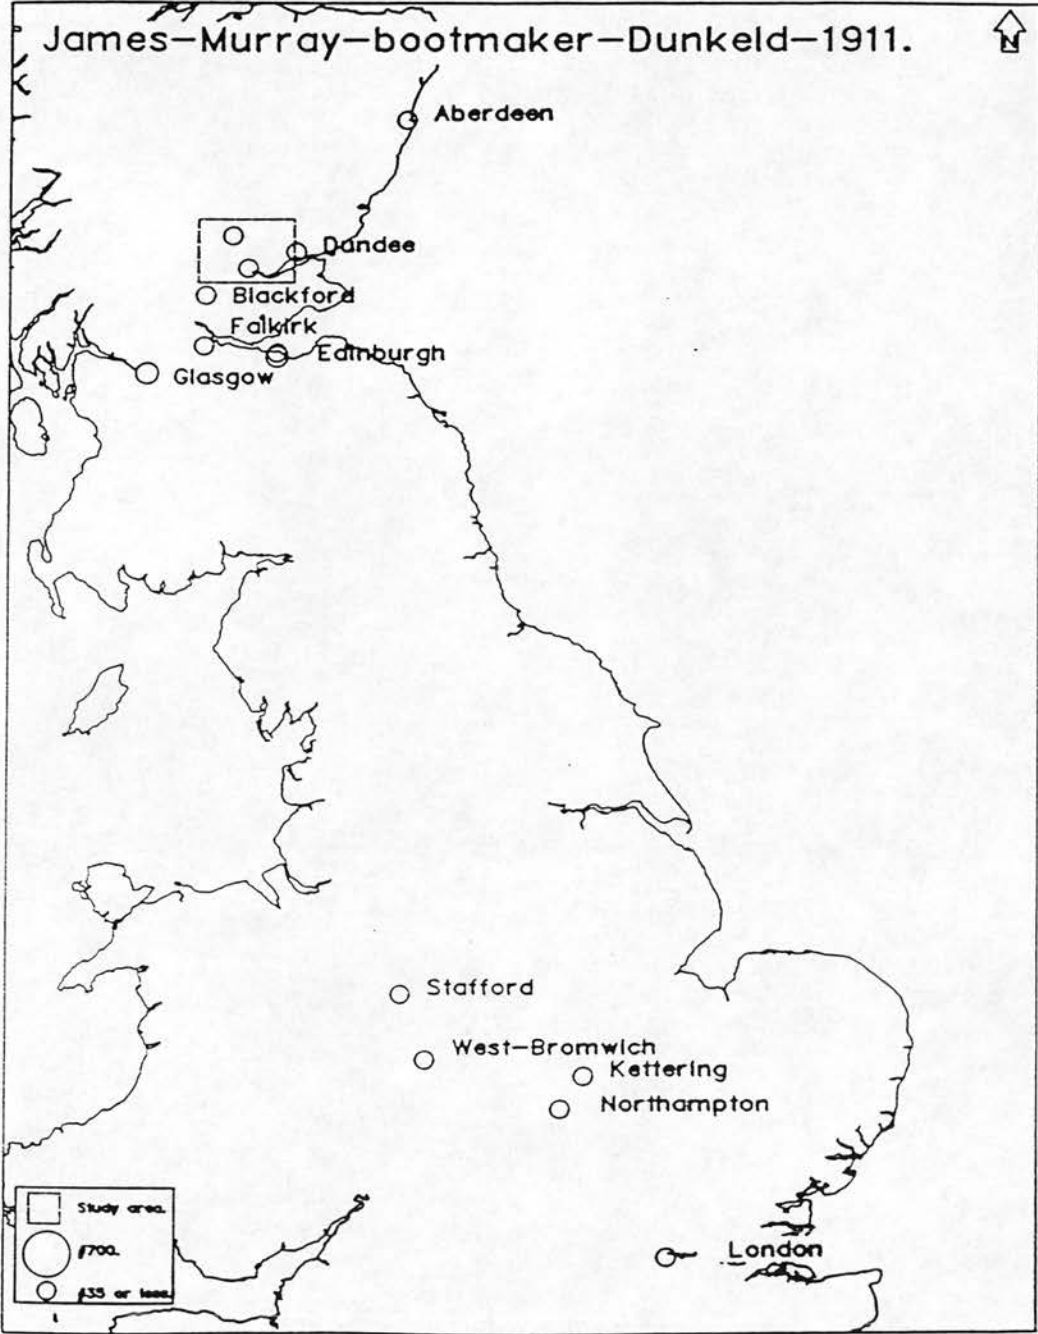 James-Murray-bootmaker-Dunkeld-1911.
N
Aberdeen
Dundee
Blackford
Falkirk
Edinburgh
Glasgow
Stafford
West-Bromwich
Kettering
Northampton
London
Study area.
£700.
£35 or less.